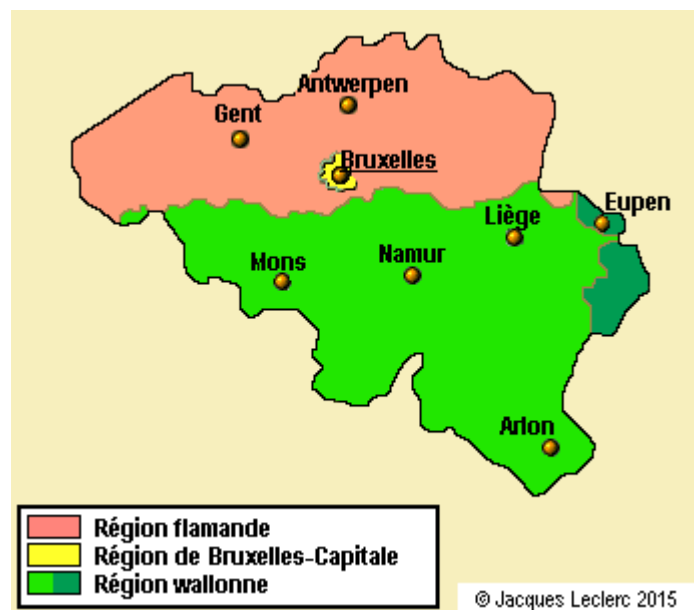 Antwerpen
Gent
Bruxelles
Eupen
Liège
Namur
Mons
Arlon
Région flamande
Région de Bruxelles-Capitale
Région wallonne
© Jacques Leclerc 2015